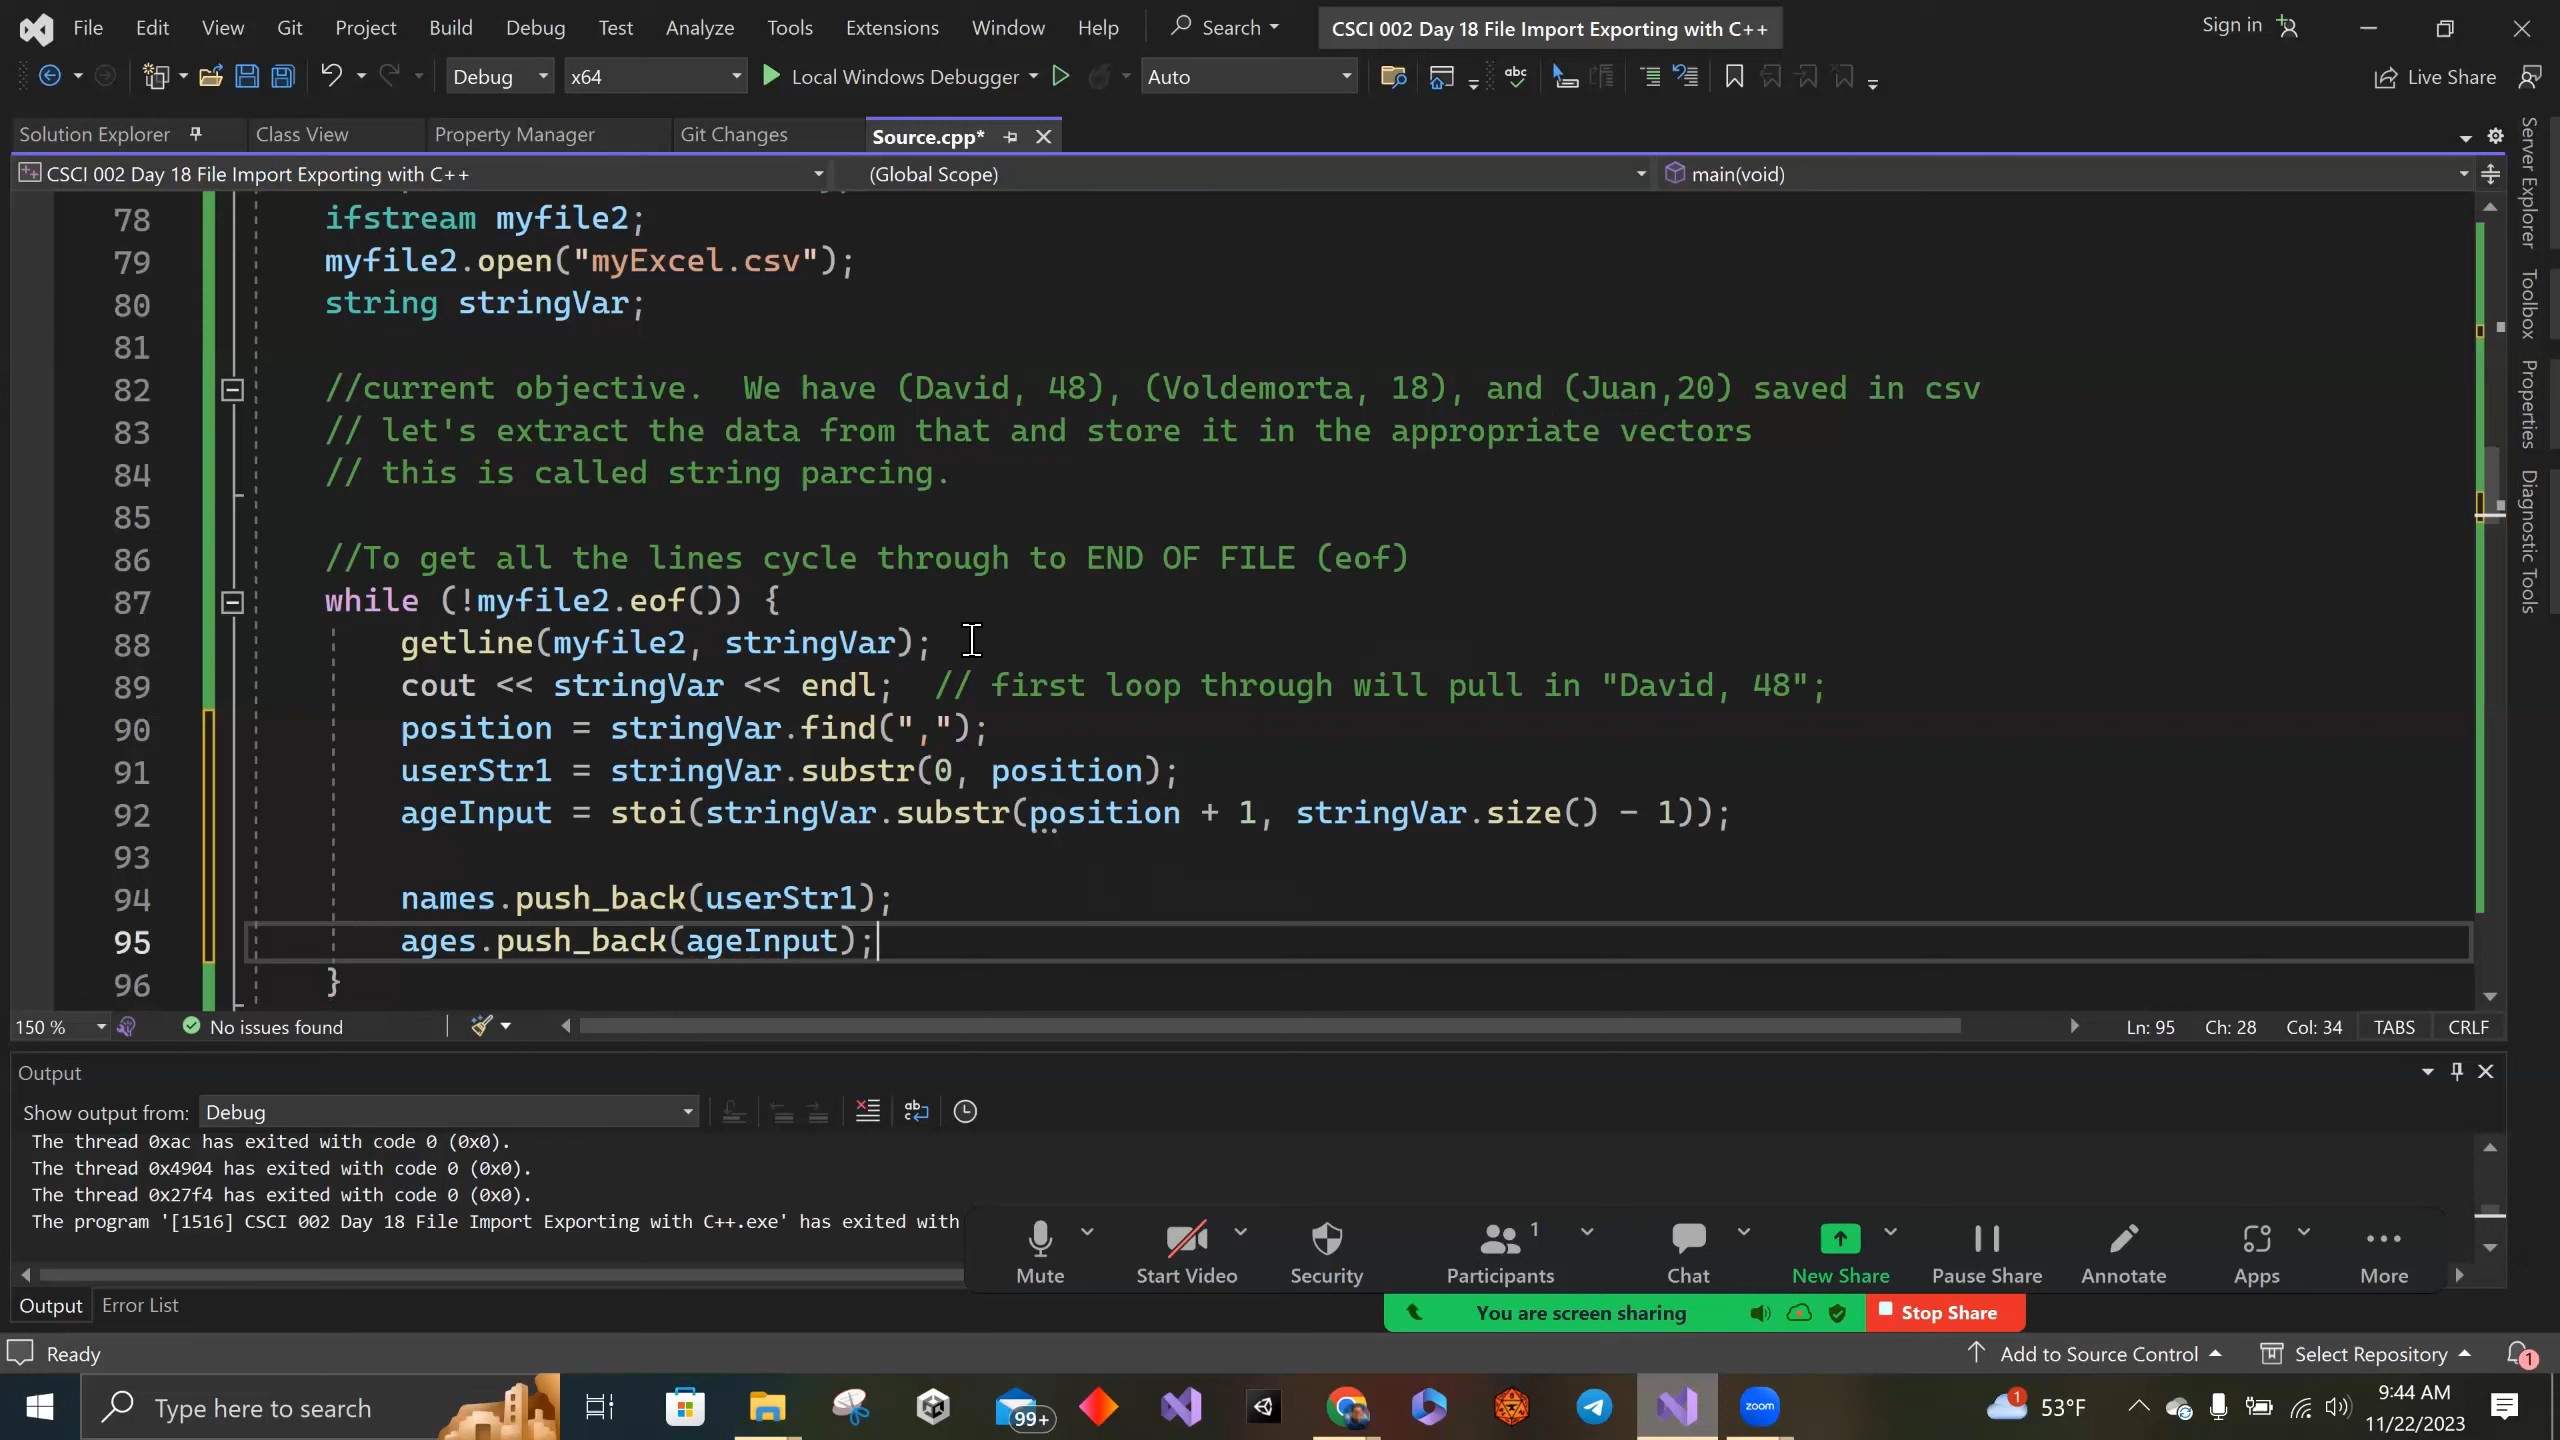 File Edit View Git Project Build Debug Test Analyze Tools Extensions Window Help Search CSCI 002 Day 18 File Import Exporting with C++ Sign in
Debug x64 Local Windows Debugger Auto Live Share
Solution Explorer Class View Property Manager Git Changes Source.cpp*
CSCI 002 Day 18 File Import Exporting with C++ (Global Scope) main(void)
78 ifstream myfile2;
79 myfile2.open("myExcel.csv");
80 string stringVar;
81
82 //current objective.  We have (David, 48), (Voldemorta, 18), and (Juan,20) saved in csv
83 // let's extract the data from that and store it in the appropriate vectors
84 // this is called string parcing.
85
86 //To get all the lines cycle through to END OF FILE (eof)
87 while (!myfile2.eof()) {
88 getline(myfile2, stringVar);
89 cout << stringVar << endl;  // first loop through will pull in "David, 48";
90 position = stringVar.find(",");
91 userStr1 = stringVar.substr(0, position);
92 ageInput = stoi(stringVar.substr(position + 1, stringVar.size() - 1));
93
94 names.push_back(userStr1);
95 ages.push_back(ageInput);
96 }
150 % No issues found Ln: 95 Ch: 28 Col: 34 TABS CRLF
Server Explorer
Toolbox
Properties
Diagnostic Tools
Output
Show output from: Debug
The thread 0xac has exited with code 0 (0x0).
The thread 0x4904 has exited with code 0 (0x0).
The thread 0x27f4 has exited with code 0 (0x0).
The program '[1516] CSCI 002 Day 18 File Import Exporting with C++.exe' has exited with
1
Mute Start Video Security Participants Chat New Share Pause Share Annotate Apps More
Output Error List
You are screen sharing Stop Share
Ready Add to Source Control Select Repository 1
Type here to search 99+ zoom 1 53°F 9:44 AM
11/22/2023